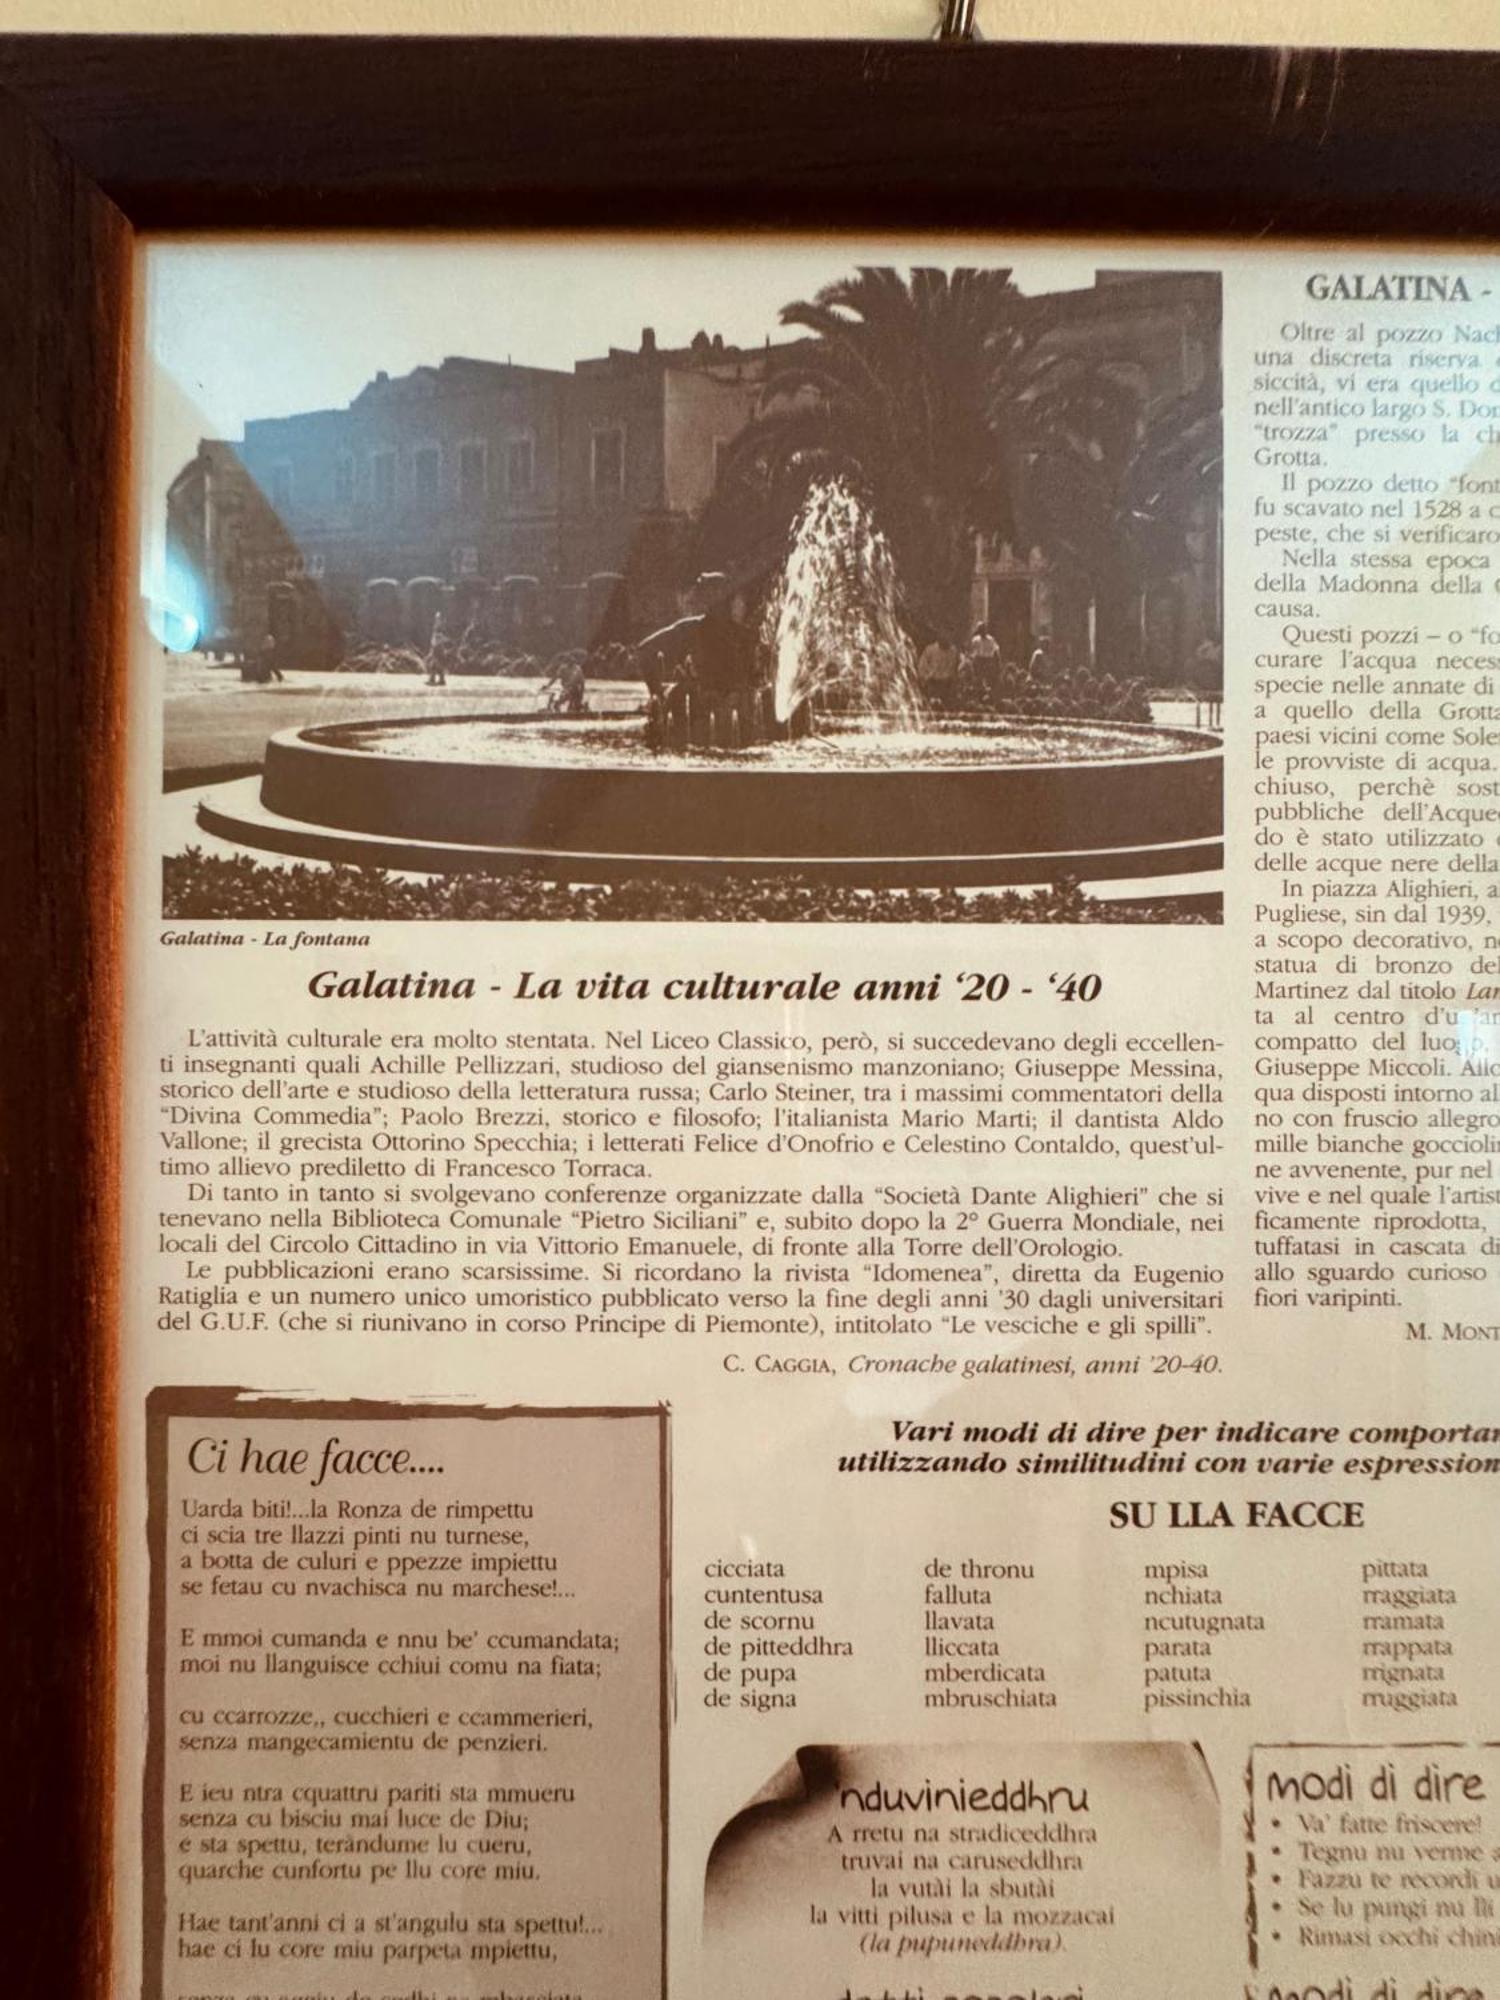 Galatina - La fontana
Galatina - La vita culturale anni ‘20 - ‘40
L'attività culturale era molto stentata. Nel Liceo Classico, però, si succedevano degli eccellen-
ti insegnanti quali Achille Pellizzari, studioso del giansenismo manzoniano; Giuseppe Messina,
storico dell'arte e studioso della letteratura russa; Carlo Steiner, tra i massimi commentatori della
“Divina Commedia”; Paolo Brezzi, storico e filosofo; l'italianista Mario Marti; il dantista Aldo
Vallone; il grecista Ottorino Specchia; i letterati Felice d'Onofrio e Celestino Contaldo, quest'ul-
timo allievo prediletto di Francesco Torraca.
Di tanto in tanto si svolgevano conferenze organizzate dalla “Società Dante Alighieri” che si
tenevano nella Biblioteca Comunale “Pietro Siciliani” e, subito dopo la 2° Guerra Mondiale, nei
locali del Circolo Cittadino in via Vittorio Emanuele, di fronte alla Torre dell'Orologio.
Le pubblicazioni erano scarsissime. Si ricordano la rivista “Idomenea”, diretta da Eugenio
Ratiglia e un numero unico umoristico pubblicato verso la fine degli anni '30 dagli universitari
del G.U.F. (che si riunivano in corso Principe di Piemonte), intitolato “Le vesciche e gli spilli”.
C. CAGGIA, Cronache galatinesi, anni '20-40.
GALATINA -
Oltre al pozzo
una discreta riserva
siccità, vi era quello
nell'antico largo S.
“trozza” presso la
Grotta.
Il pozzo detto
fu scavato nel 1528 a
peste, che si
Nella stessa epoca
della Madonna della
causa.
Questi pozzi – o
curare l'acqua
specie nelle annate di
a quello della Grotta
paesi vicini come
le provviste di acqua.
chiuso, perchè
pubbliche
do è stato utilizzato
delle acque nere della
In piazza Alighieri,
Pugliese, sin dal 1939,
a scopo decorativo,
statua di bronzo
Martinez dal titolo
ta al centro
compatto del
Giuseppe Miccoli.
qua disposti intorno
no con fruscio allegro
mille bianche
ne avvenente, pur nel
vive e nel quale
ficamente riprodotta,
tuffatasi in cascata
allo sguardo curioso
fiori varipinti.
M.
Ci hae facce....
Uarda biti!...la Ronza de rimpettu
ci scia tre llazzi pinti nu turnese,
a botta de culuri e ppezze impiettu
se fetau cu nvachisca nu marchese!...
E mmoi cumanda e nnu be' ccumandata;
moi nu llanguisce cchiui comu na fiata;
cu ccarrozze,, cucchieri e ccammerieri,
senza mangecamientu de penzieri.
E ieu ntra cquattru pariti sta mmueru
senza cu bisciu mai luce de Diu;
e sta spettu, teràndume lu cueru,
quarche cunfortu pe llu core miu.
Hae tant'anni ci a st'angulu sta spettu!...
hae ci lu core miu parpeta mpiettu,
Vari modi di dire per indicare
utilizzando similitudini con varie
SU LLA FACCE
cicciata de thronu mpisa pittata
cuntentusa falluta nchiata rraggiata
de scornu llavata ncutugnata rramata
de pitteddhra lliccata parata rrappata
de pupa mberdicata patuta rrignata
de signa mbruschiata pissinchia rruggiata
'nduvinieddhru
A rretu na stradiceddhra
truvai na caruseddhra
la vutài la sbutài
la vitti pilusa e la mozzacai
(la pupuneddhra).
modi di dire
• Va' fatte friscere!
• Tegnu nu verme
• Fazzu te recordi
• Se lu pungi nu
• Rimasi occhi
modi di dire